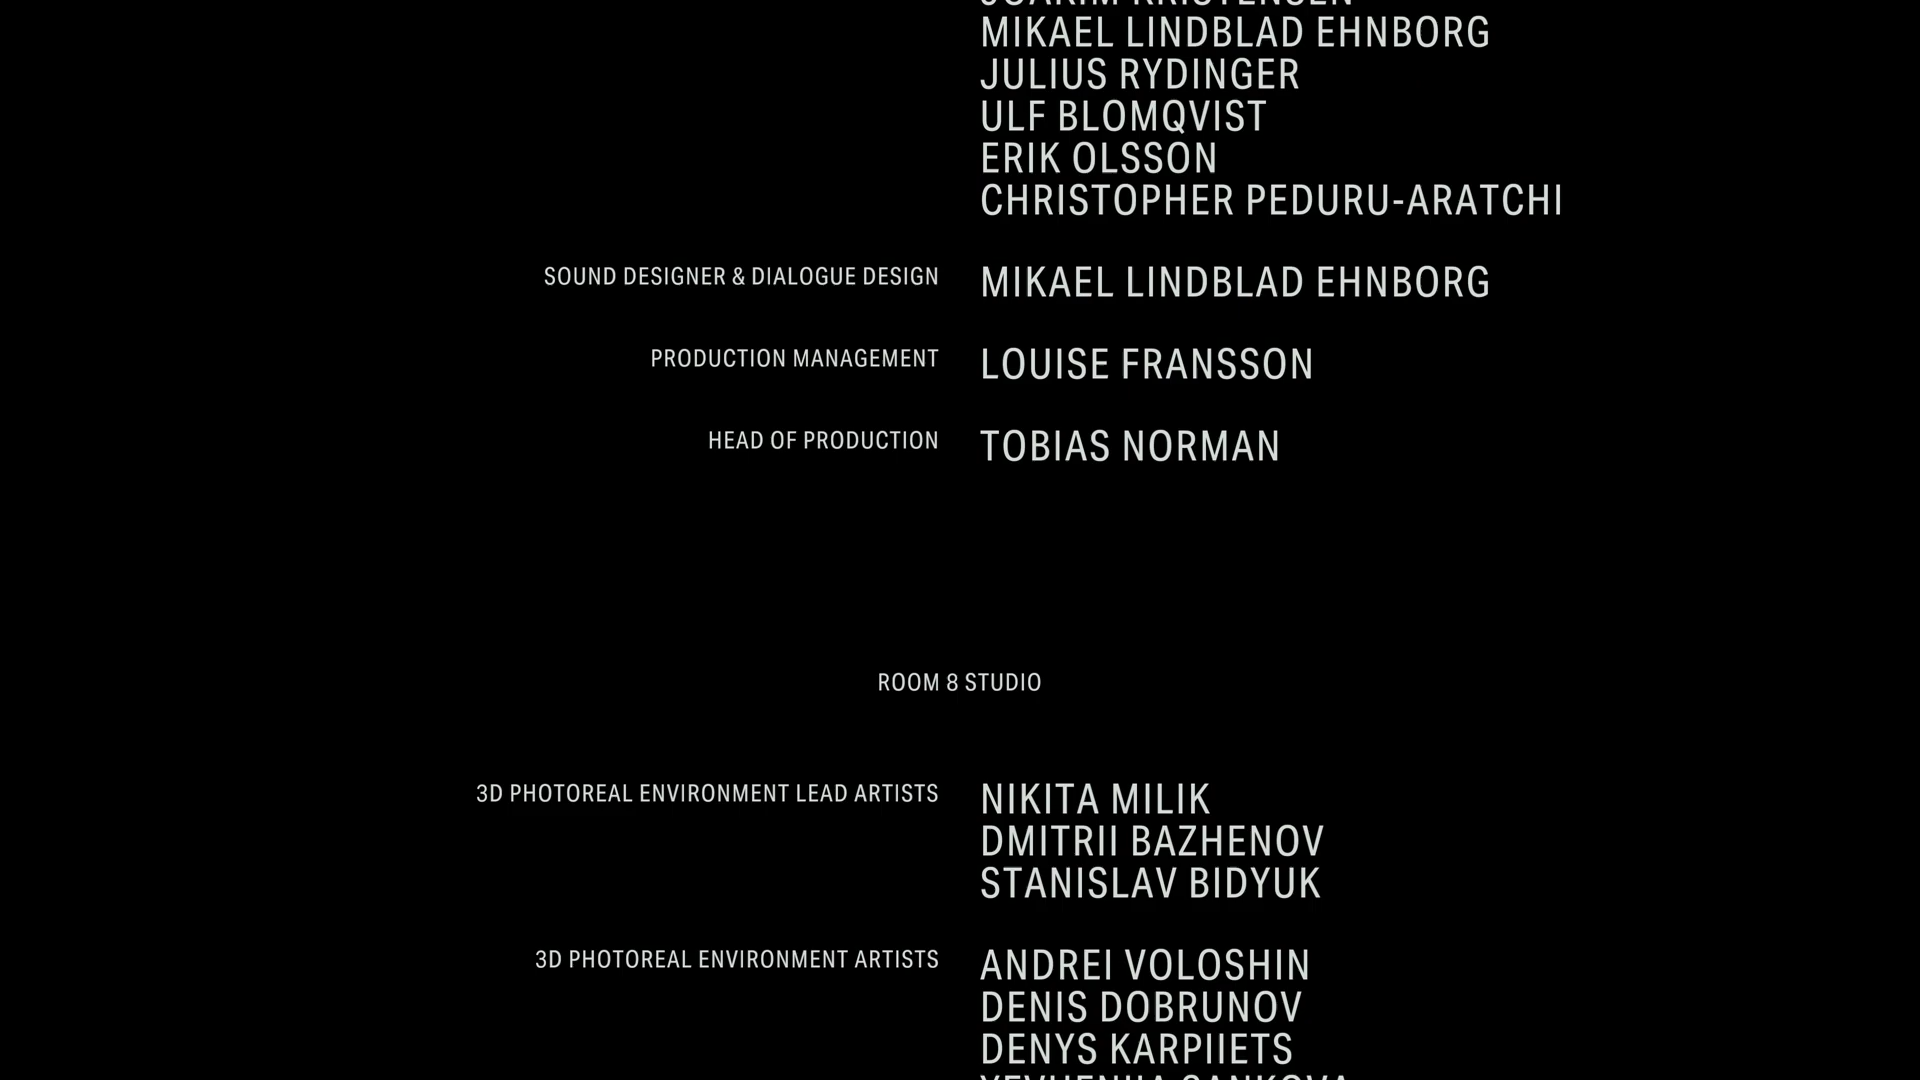 JOAKIM KRISTENSEN
MIKAEL LINDBLAD EHNBORG
JULIUS RYDINGER
ULF BLOMQVIST
ERIK OLSSON
CHRISTOPHER PEDURU-ARATCHI
SOUND DESIGNER & DIALOGUE DESIGN MIKAEL LINDBLAD EHNBORG
PRODUCTION MANAGEMENT LOUISE FRANSSON
HEAD OF PRODUCTION TOBIAS NORMAN
ROOM 8 STUDIO
3D PHOTOREAL ENVIRONMENT LEAD ARTISTS NIKITA MILIK
DMITRII BAZHENOV
STANISLAV BIDYUK
3D PHOTOREAL ENVIRONMENT ARTISTS ANDREI VOLOSHIN
DENIS DOBRUNOV
DENYS KARPIIETS